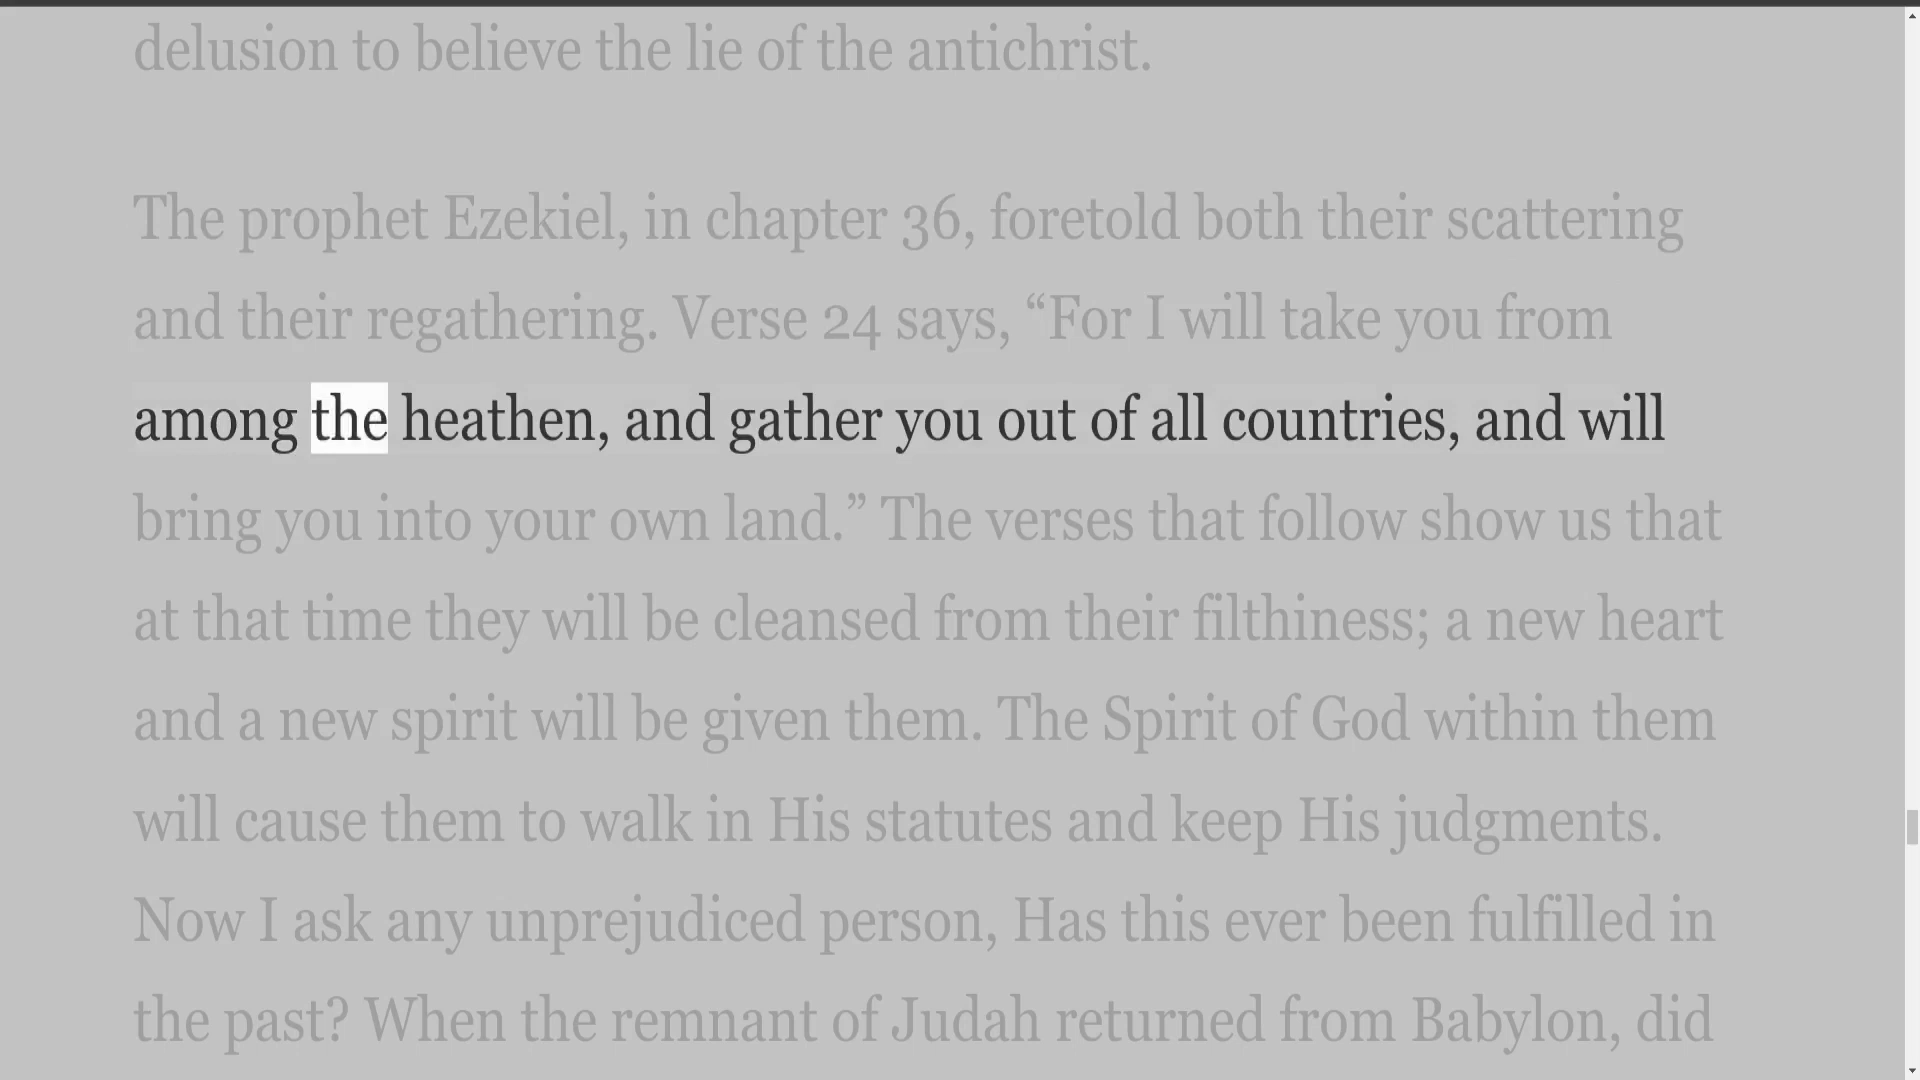 delusion to believe the lie of the antichrist.
The prophet Ezekiel, in chapter 36, foretold both their scattering
and their regathering. Verse 24 says, “For I will take you from
among the heathen, and gather you out of all countries, and will
bring you into your own land.” The verses that follow show us that
at that time they will be cleansed from their filthiness; a new heart
and a new spirit will be given them. The Spirit of God within them
will cause them to walk in His statutes and keep His judgments.
Now I ask any unprejudiced person, Has this ever been fulfilled in
the past? When the remnant of Judah returned from Babylon, did